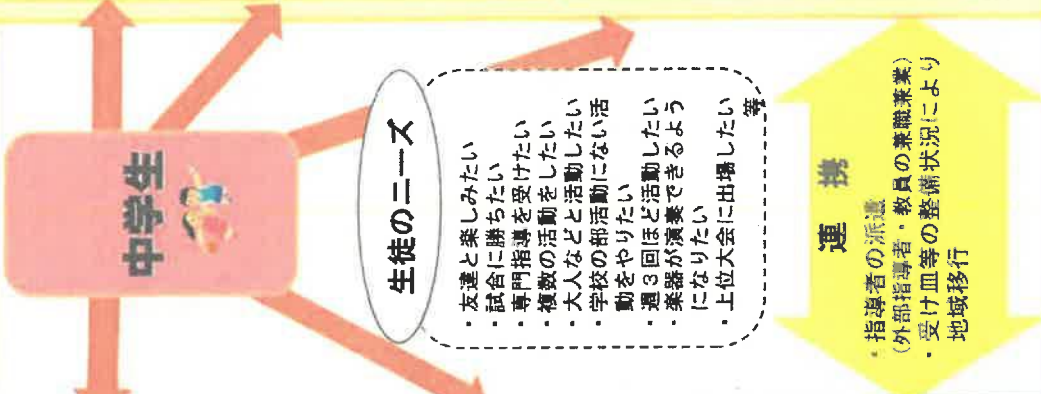 中学生
生徒のニーズ
・友達と楽しみたい
・試合に勝ちたい
・専門指導を受けたい
・複数の活動をしたい
・大人などと活動したい
・学校の部活動にない活
動をやりたい
・週3回ほど活動したい
・楽器が演奏できるよう
になりたい
・上位大会に出場したい
等
連 携
・指導者の派遣
(外部指導者・教員の兼職兼業)
・受け皿等の整備状況により
地域移行